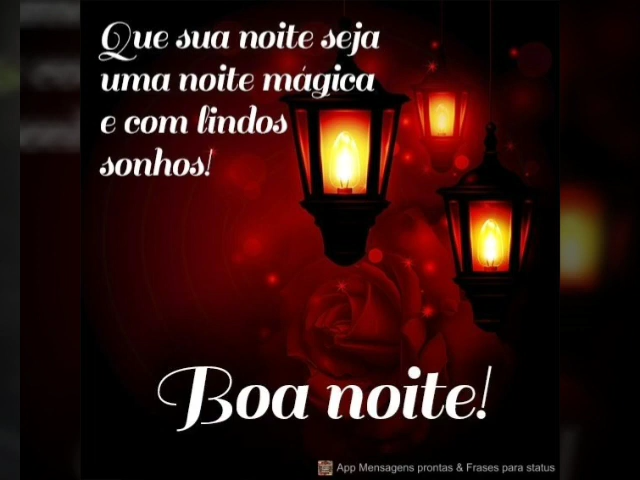 Que sua noite seja
uma noite mágica
e com lindos
sonhos!
Boa noite!
App Mensagens prontas & Frases para status